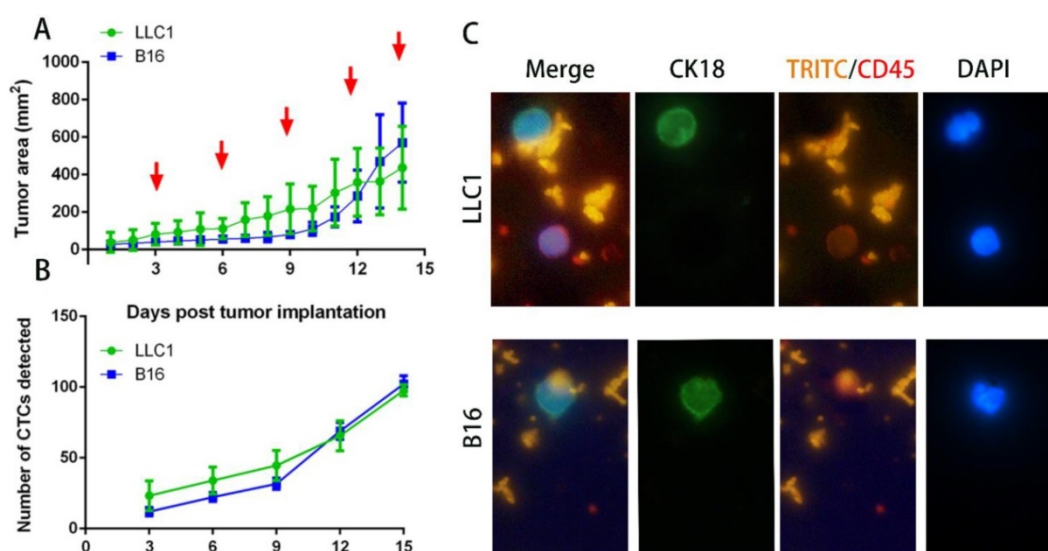 A
LLC1
B16
Tumor area (mm²)
1000
800
600
400
200
0
3 6 9 12 15
Days post tumor implantation
B
LLC1
B16
Number of CTCs detected
150
100
50
0
0 3 6 9 12 15
C
Merge CK18 TRITC/CD45 DAPI
LLC1
B16